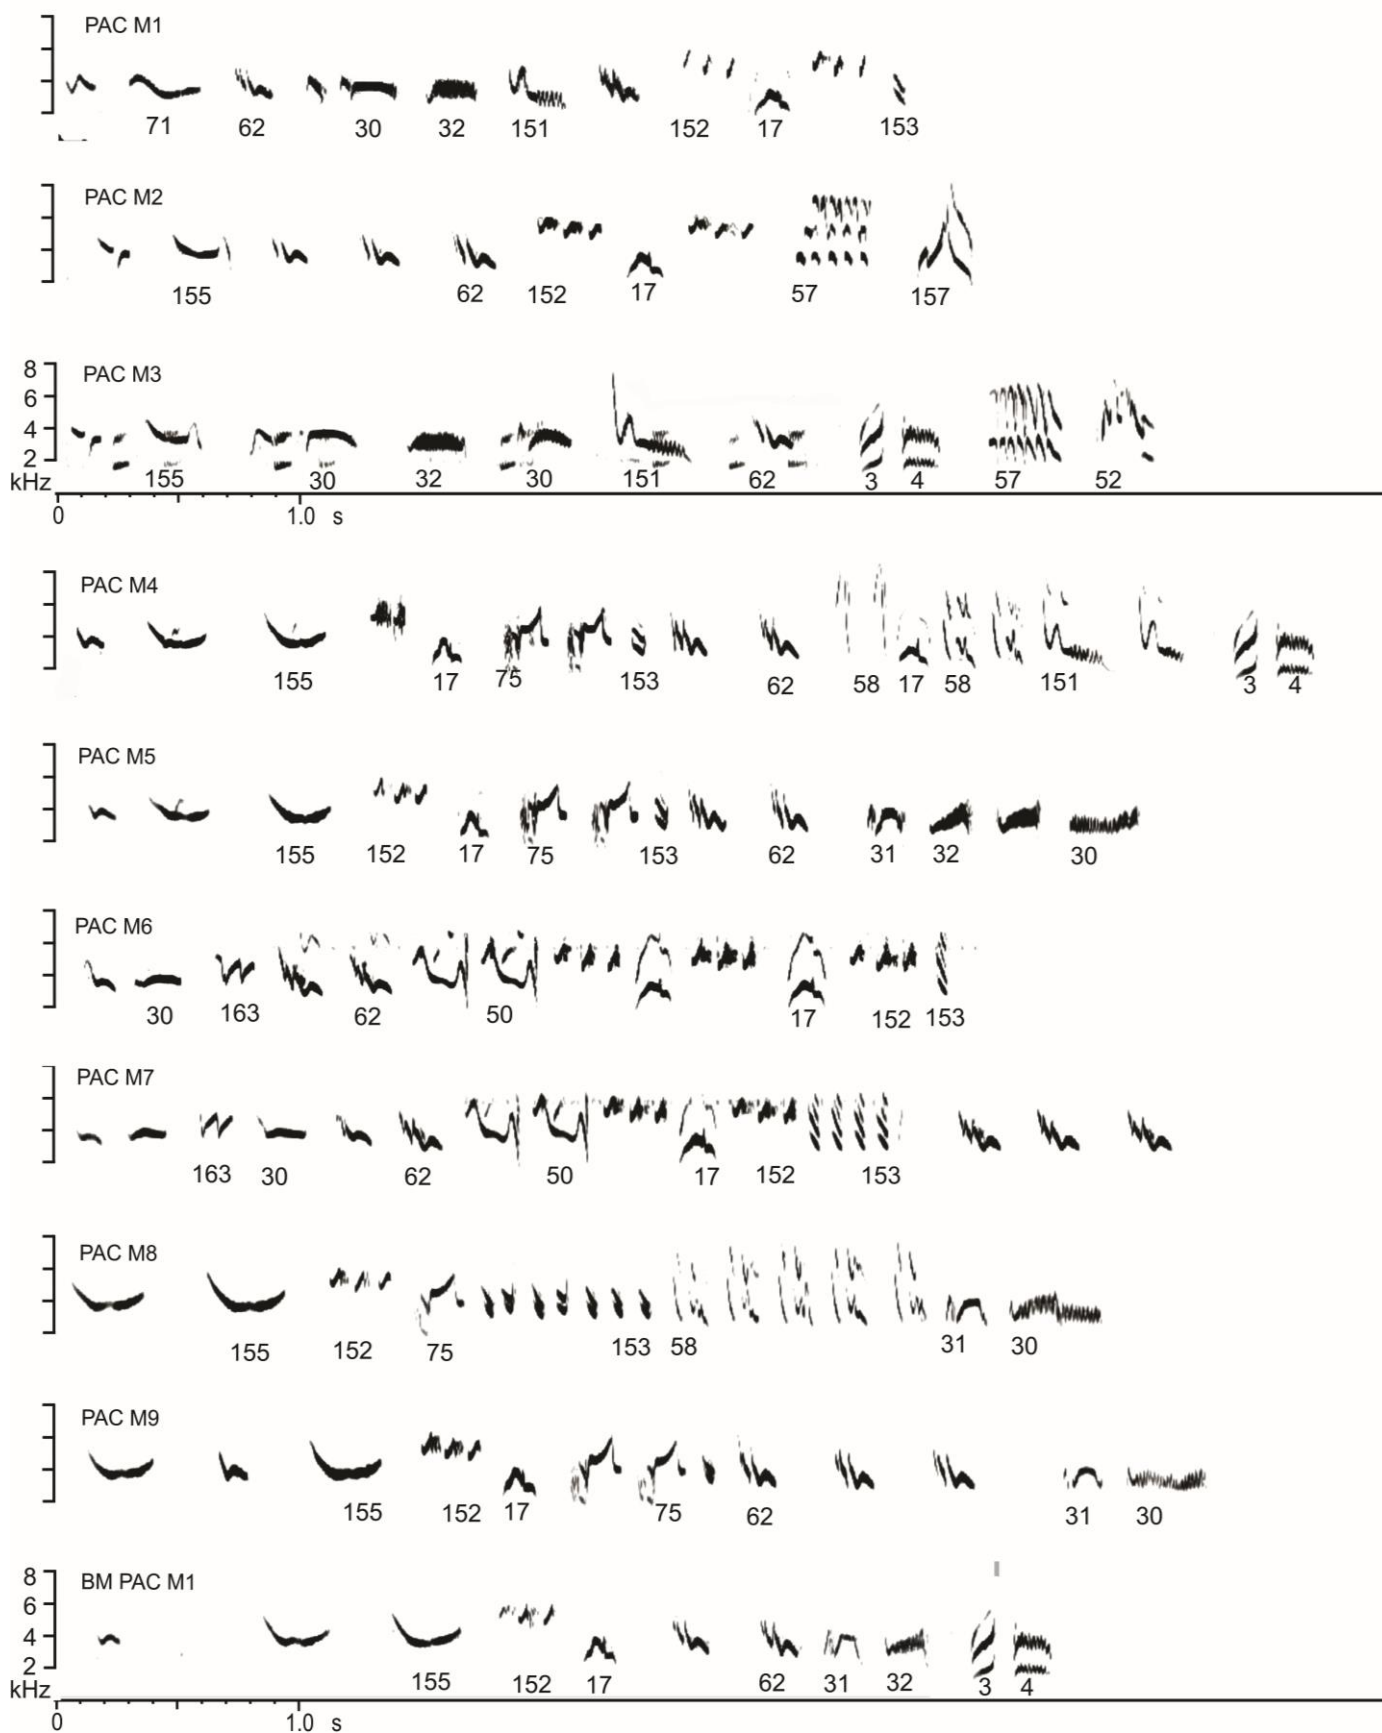 PAC M1
71 62 30 32 151 152 17 153
PAC M2
155 62 152 17 57 157
8 PAC M3
6
4
2
kHz 155 30 32 30 151 62 3 4 57 52
0 1.0 s
PAC M4
155 17 75 153 62 58 17 58 151 3 4
PAC M5
155 152 17 75 153 62 31 32 30
PAC M6
30 163 62 50 17 152 153
PAC M7
163 30 62 50 17 152 153
PAC M8
155 152 75 153 58 31 30
PAC M9
155 152 17 75 62 31 30
8 BM PAC M1
6
4
2
kHz 155 152 17 62 31 32 3 4
0 1.0 s